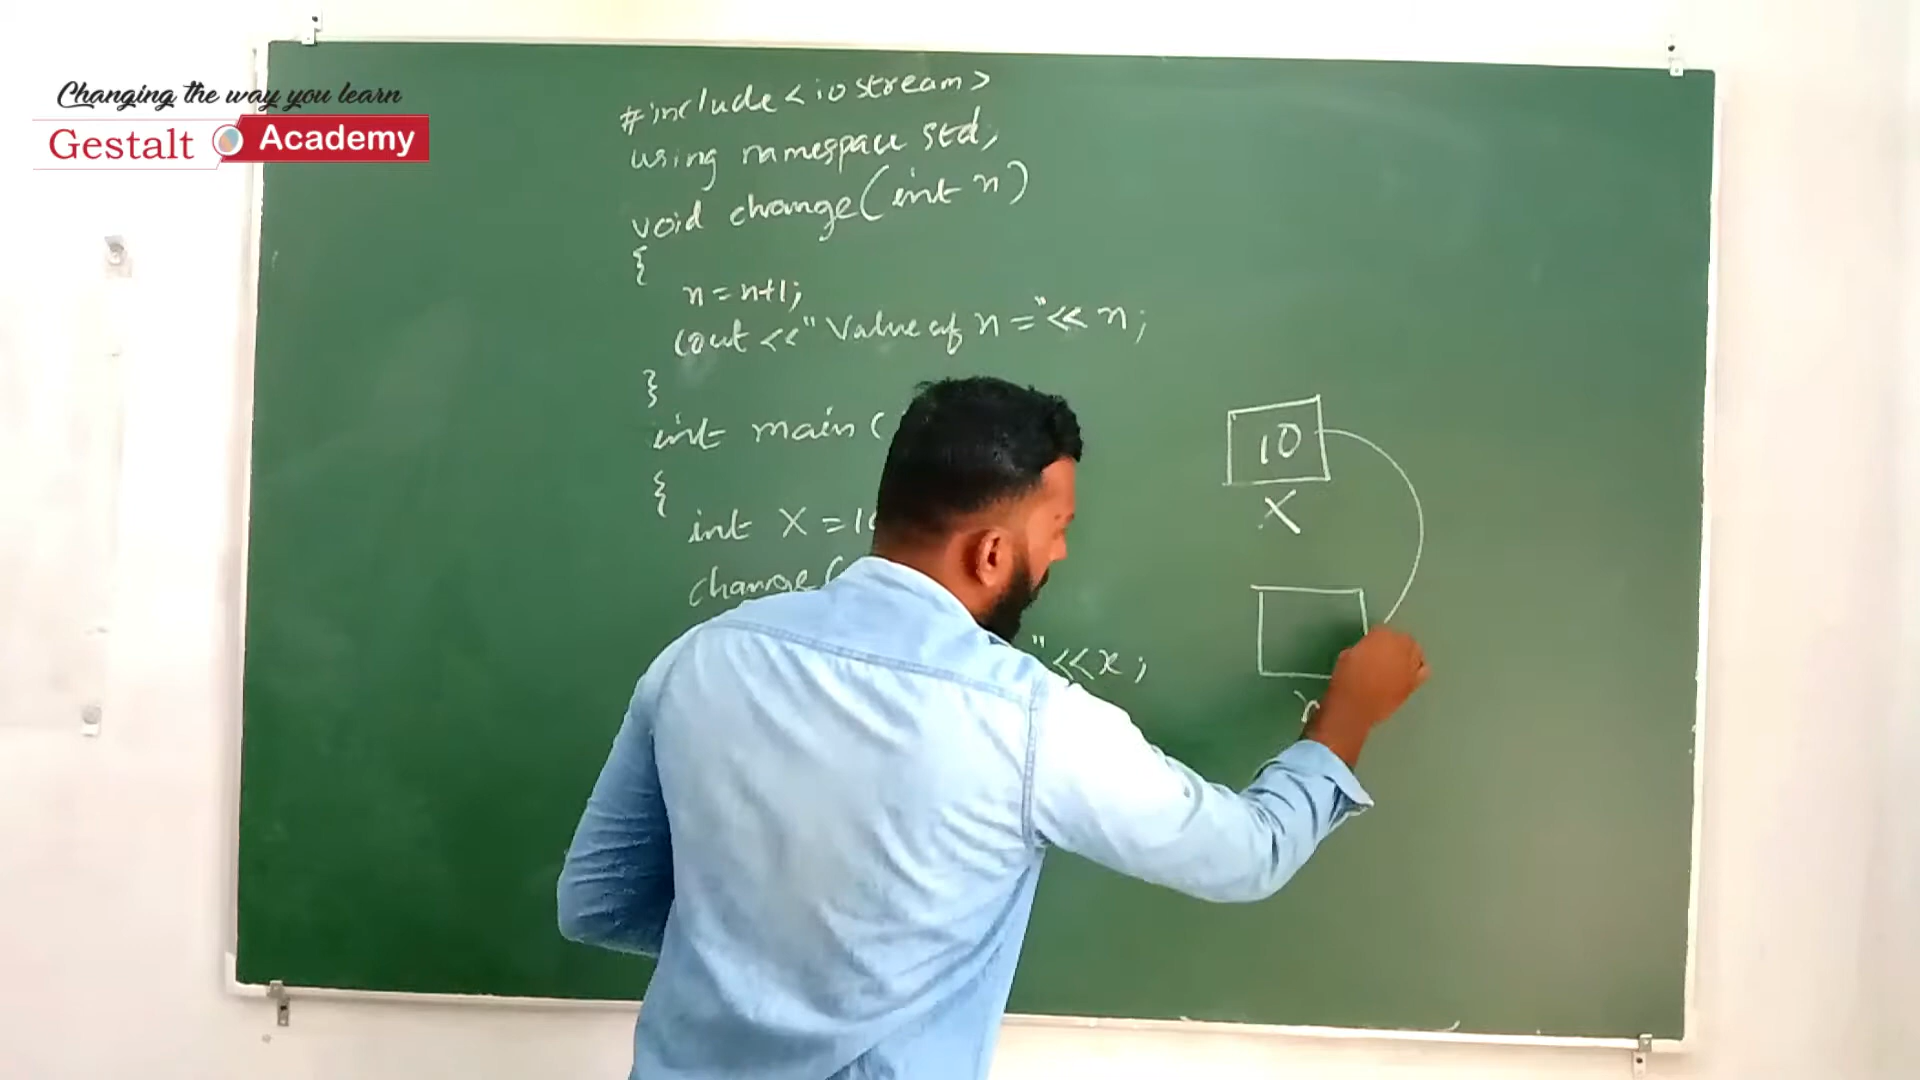 Changing the way you learn
Gestalt Academy
#include<iostream>
using namespace std;
void change(int n)
{
n=n+1;
cout<<"Value of n="<<n;
}
int main(
{
int X=10
change(
"<<x;
10
X
n